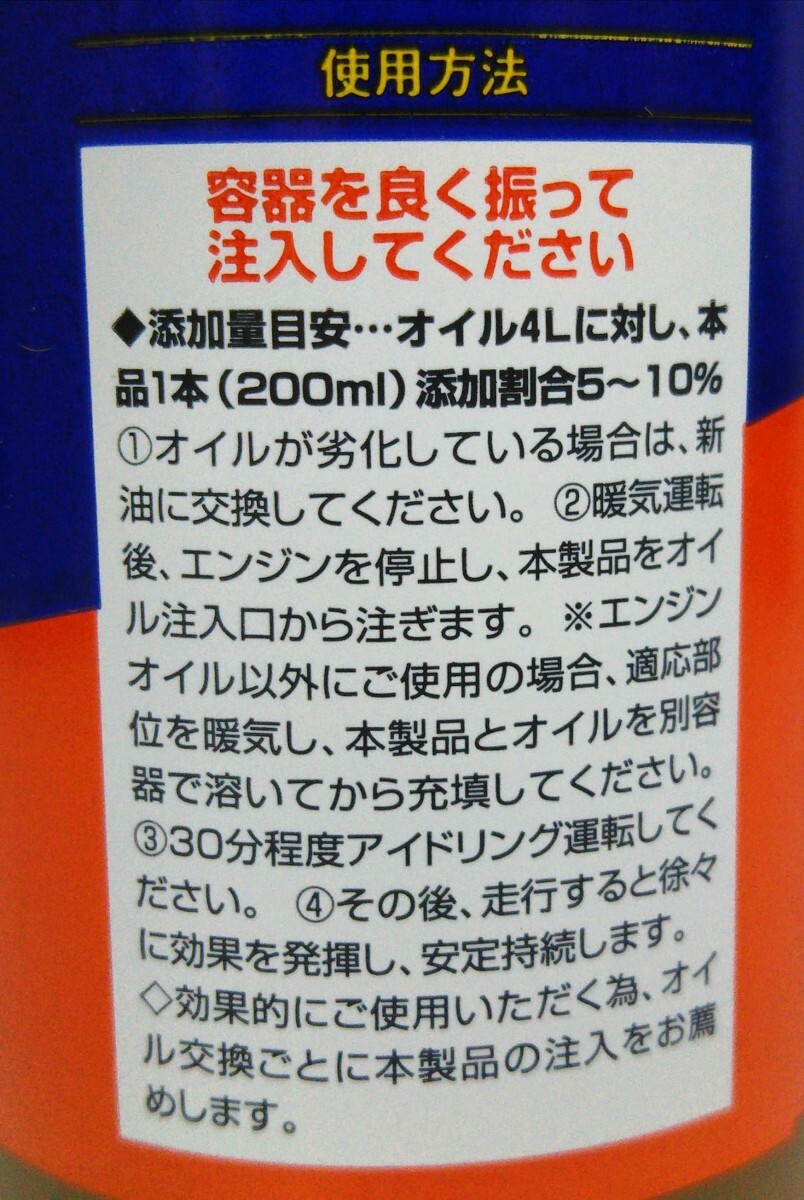 使用方法
容器を良く振って
注入してください
◆添加量目安…オイル4Lに対し、本
品1本(200ml)添加割合5〜10%
①オイルが劣化している場合は、新
油に交換してください。②暖気運転
後、エンジンを停止し、本製品をオイ
ル注入口から注ぎます。※エンジン
オイル以外にご使用の場合、適応部
位を暖気し、本製品とオイルを別容
器で溶いてから充填してください。
③30分程度アイドリング運転してく
ださい。④その後、走行すると徐々
に効果を発揮し、安定持続します。
◇効果的にご使用いただく為、オイ
ル交換ごとに本製品の注入をお薦
めします。